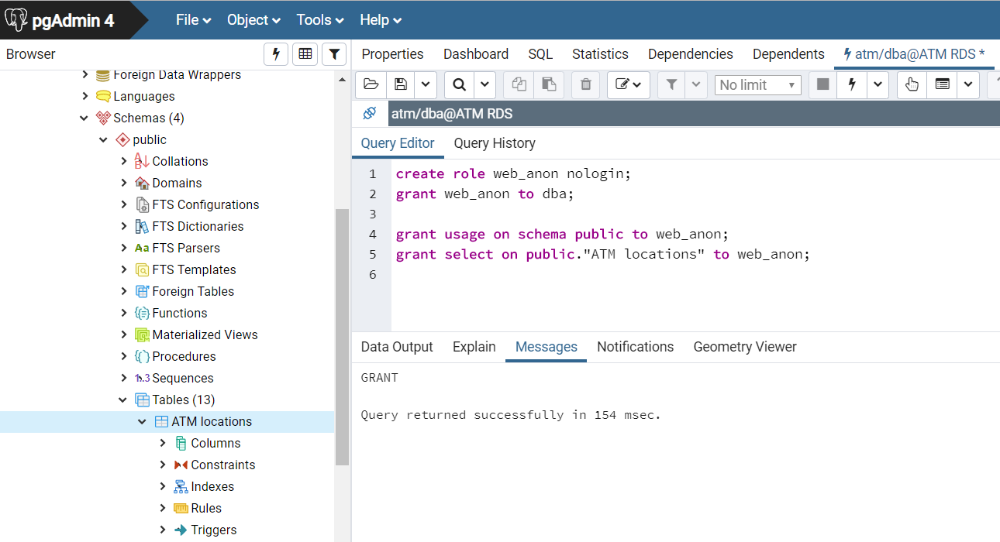 pgAdmin 4
File Object Tools Help
Browser
Properties Dashboard SQL Statistics Dependencies Dependents atm/dba@ATM RDS *
No limit
atm/dba@ATM RDS
Query Editor Query History
Foreign Data Wrappers
Languages
Schemas (4)
public
Collations
Domains
FTS Configurations
FTS Dictionaries
Aa FTS Parsers
FTS Templates
Foreign Tables
Functions
Materialized Views
Procedures
1..3 Sequences
Tables (13)
ATM locations
Columns
Constraints
Indexes
Rules
Triggers
1 create role web_anon nologin;
2 grant web_anon to dba;
3
4 grant usage on schema public to web_anon;
5 grant select on public."ATM locations" to web_anon;
6
Data Output Explain Messages Notifications Geometry Viewer
GRANT
Query returned successfully in 154 msec.